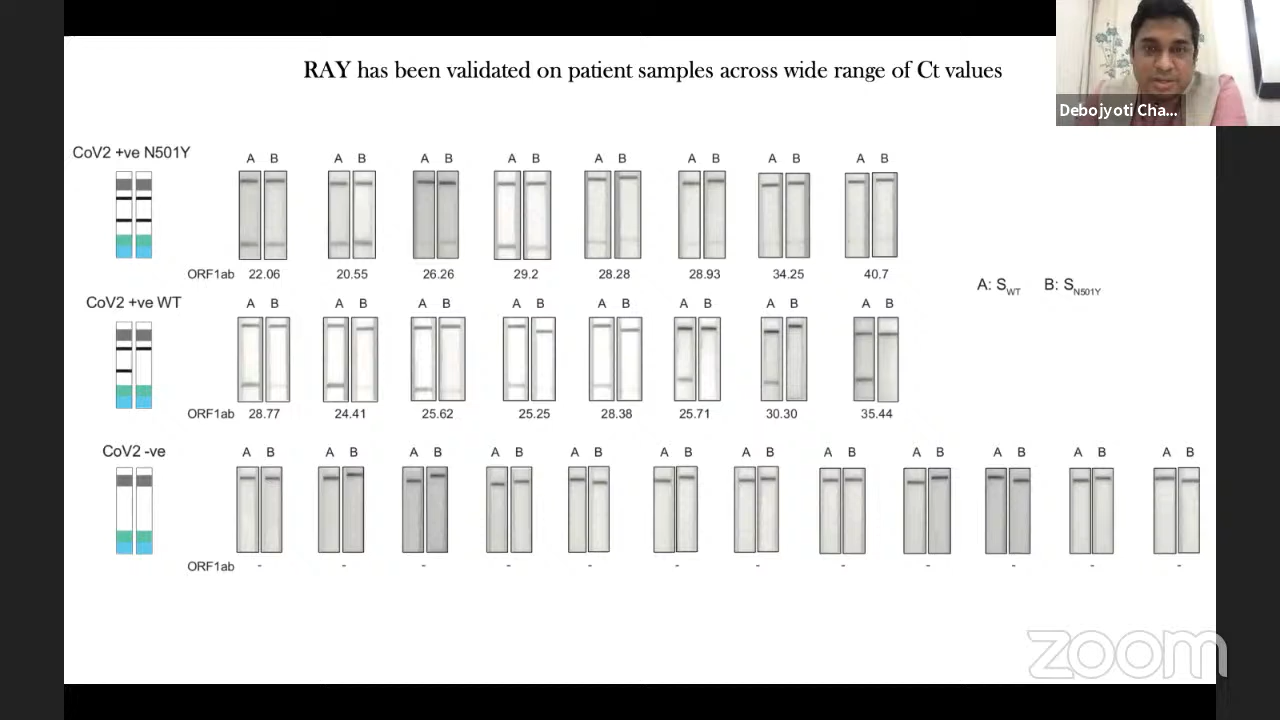 RAY has been validated on patient samples across wide range of Ct values
Debojyoti Cha...
CoV2 +ve N501Y
A B A B A B A B A B A B A B A B
ORF1ab 22.06 20.55 26.26 29.2 28.28 28.93 34.25 40.7
A: SWT B: SN501Y
CoV2 +ve WT
A B A B A B A B A B A B A B A B
ORF1ab 28.77 24.41 25.62 25.25 28.38 25.71 30.30 35.44
CoV2 -ve
A B A B A B A B A B A B A B A B A B A B A B A B
ORF1ab - - - - - - - - - - - -
zoom